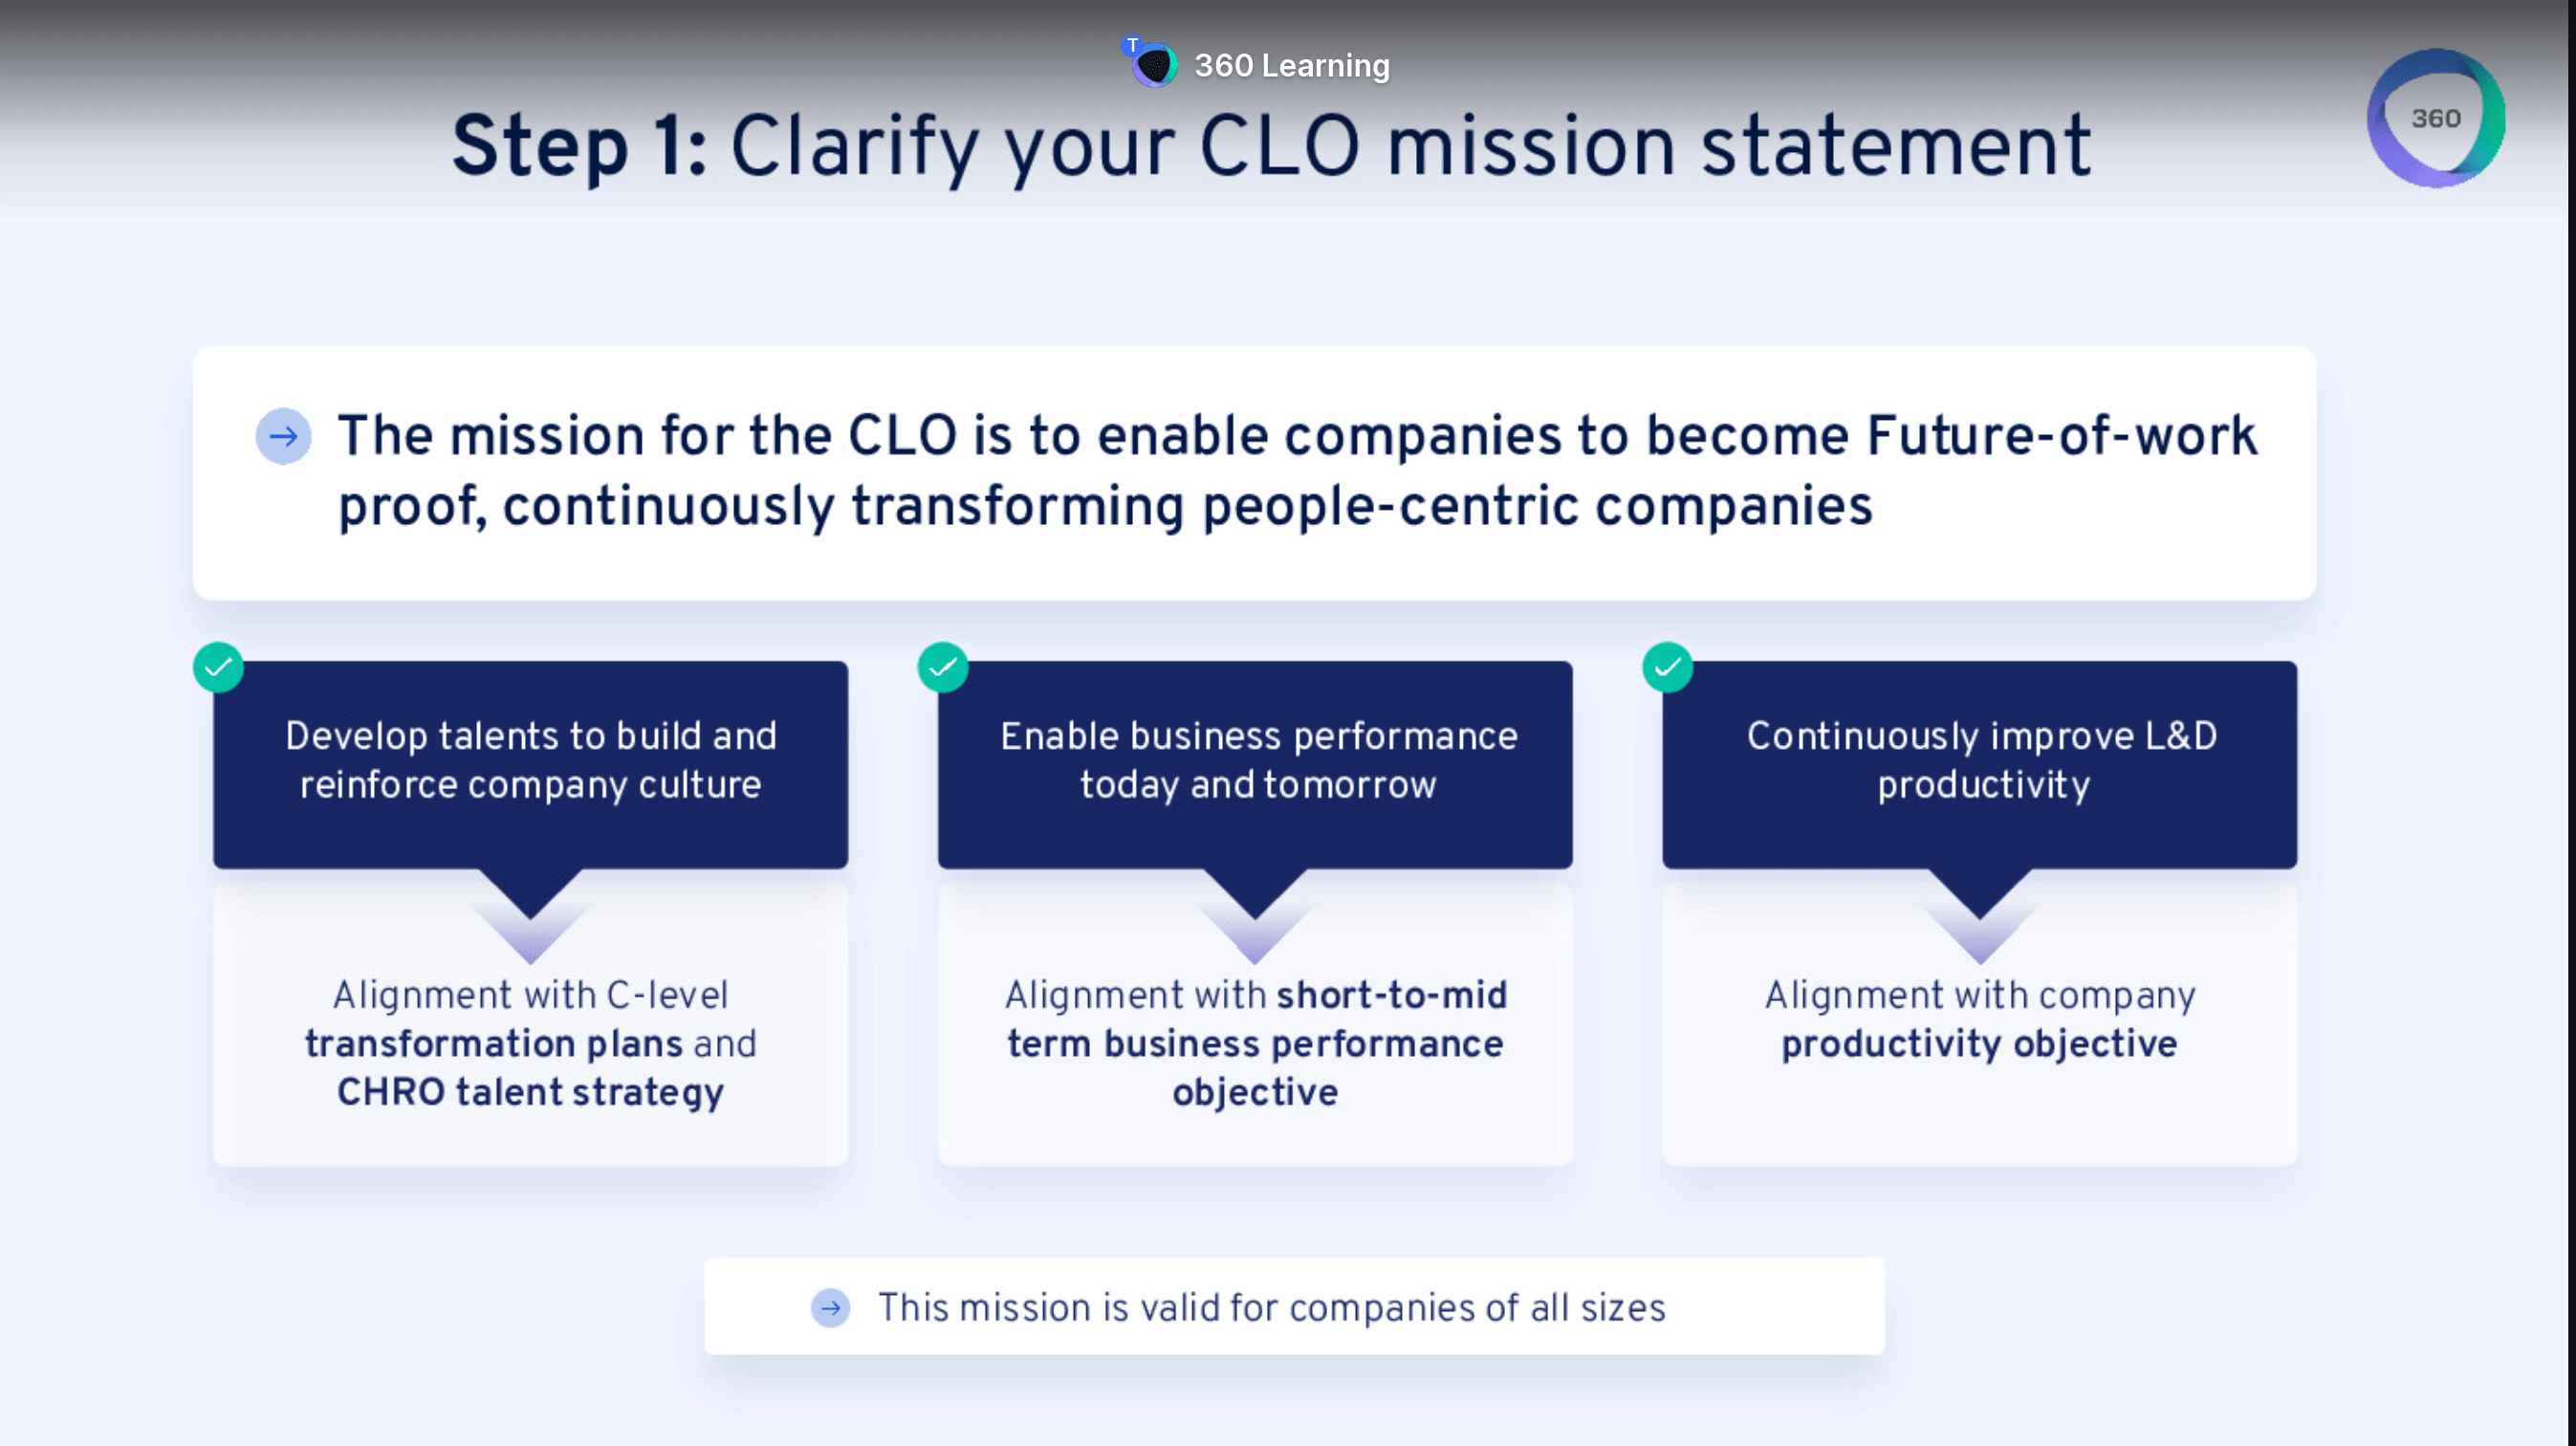 T
360 Learning
360
Step 1: Clarify your CLO mission statement
The mission for the CLO is to enable companies to become Future-of-work
proof, continuously transforming people-centric companies
Develop talents to build and
reinforce company culture
Alignment with C-level
transformation plans and
CHRO talent strategy
Enable business performance
today and tomorrow
Alignment with short-to-mid
term business performance
objective
Continuously improve L&D
productivity
Alignment with company
productivity objective
This mission is valid for companies of all sizes